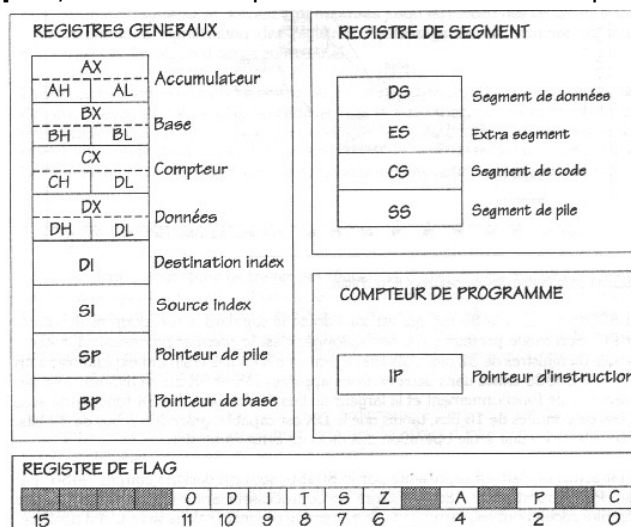 REGISTRES GENERAUX
AX
AH AL
Accumulateur
BX
BH BL
Base
CX
CH DL
Compteur
DX
DH DL
Données
DI
Destination index
SI
Source index
SP
Pointeur de pile
BP
Pointeur de base
REGISTRE DE SEGMENT
DS
Segment de données
ES
Extra segment
CS
Segment de code
SS
Segment de pile
COMPTEUR DE PROGRAMME
IP
Pointeur d'instruction
REGISTRE DE FLAG
O D I T S Z A P C
15 11 10 9 8 7 6 4 2 0